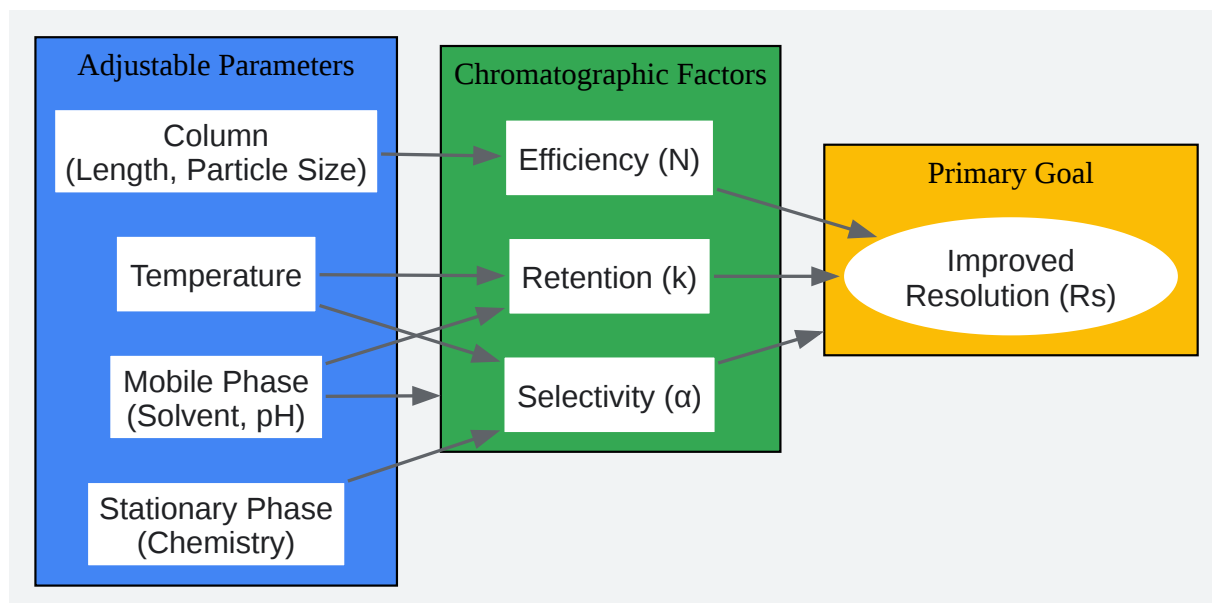 Adjustable Parameters
Column
(Length, Particle Size)
Temperature
Mobile Phase
(Solvent, pH)
Stationary Phase
(Chemistry)
Chromatographic Factors
Efficiency (N)
Retention (k)
Selectivity (α)
Primary Goal
Improved
Resolution (Rs)